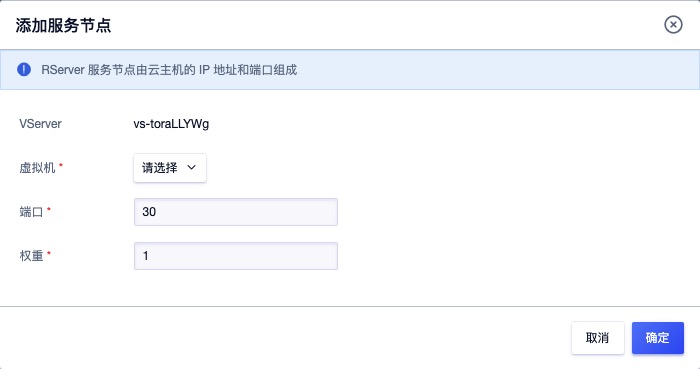 添加服务节点
RServer 服务节点由云主机的 IP 地址和端口组成
VServer vs-toraLLYWg
虚拟机 * 请选择
端口 * 30
权重 * 1
取消 确定